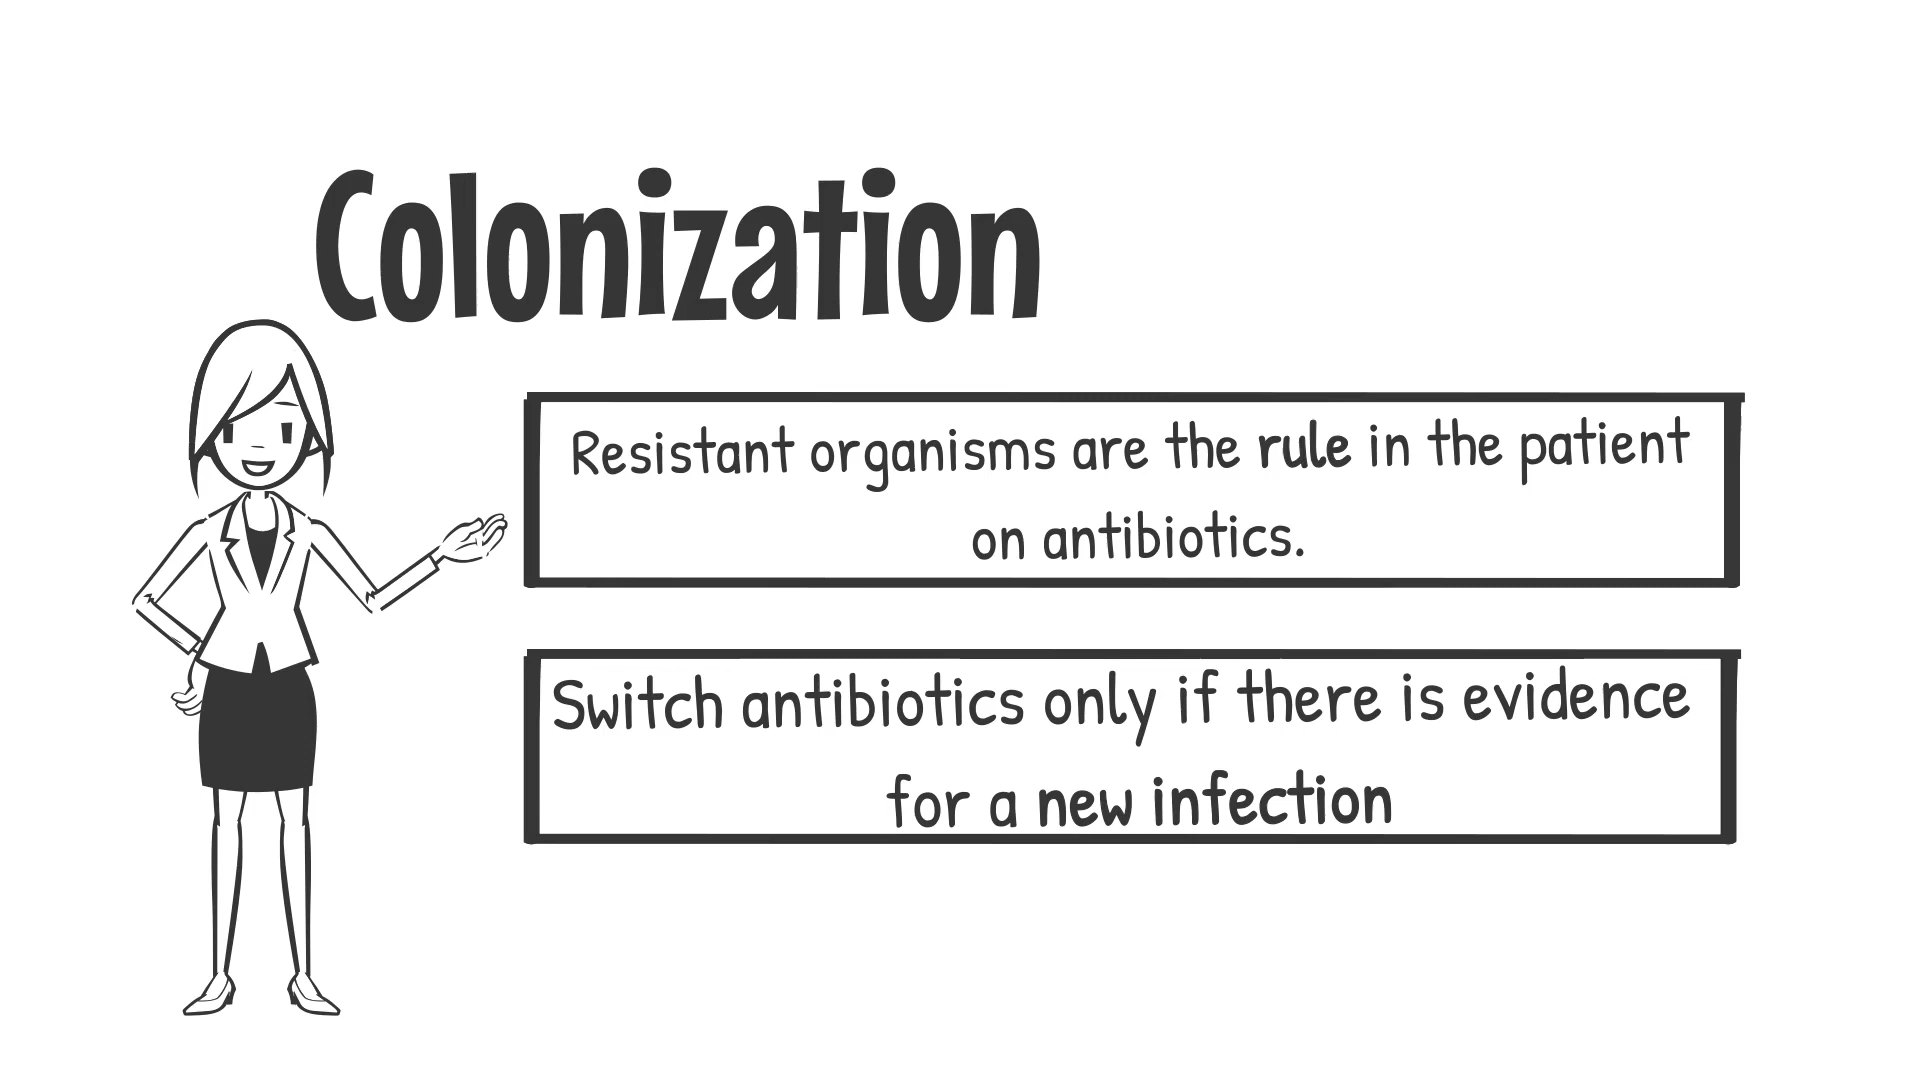 Colonization
Resistant organisms are the rule in the patient
on antibiotics.
Switch antibiotics only if there is evidence
for a new infection